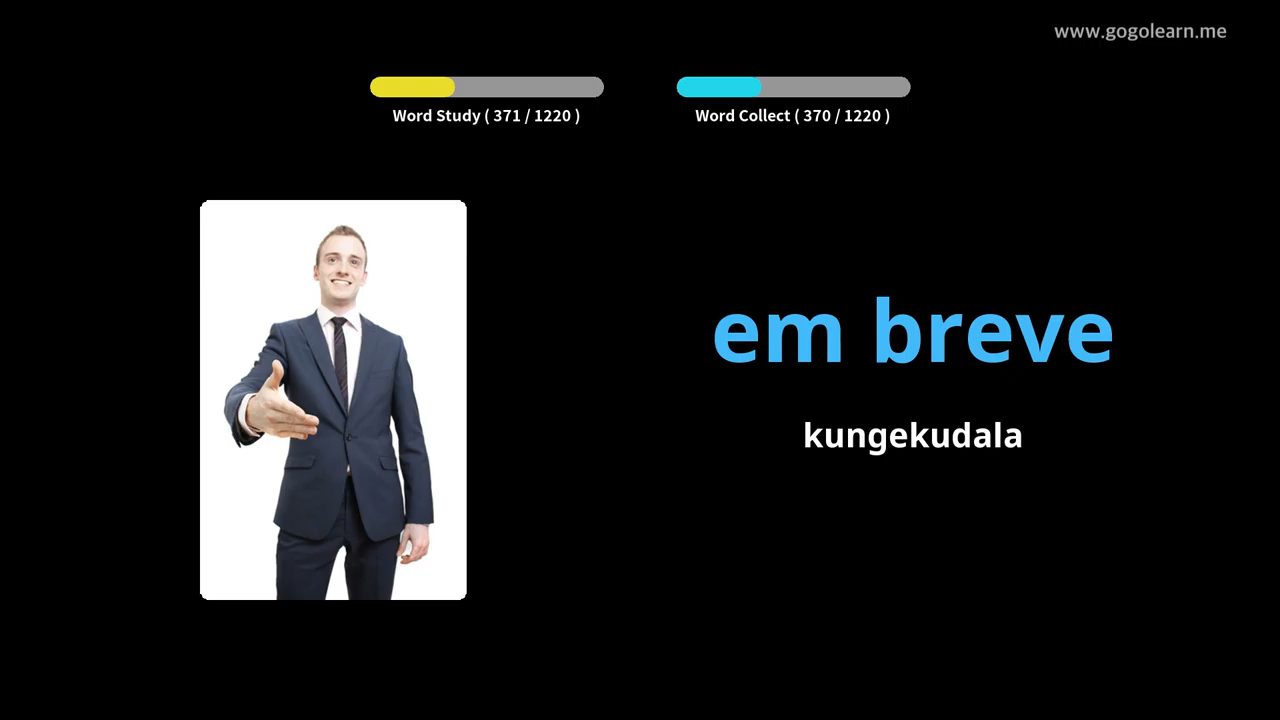 www.gogolearn.me
Word Study ( 371 / 1220 )
Word Collect ( 370 / 1220 )
em breve
kungekudala